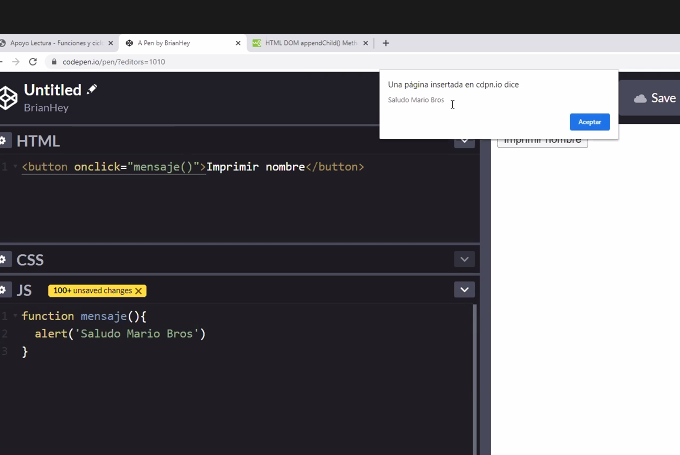 Apoyo Lectura - Funciones y cic
A Pen by BrianHey
HTML DOM appendChild() Meth
codepen.io/pen/?editors=1010
Untitled
BrianHey
Una página insertada en cdpn.io dice
Saludo Mario Bros
Aceptar
Save
HTML
Imprimir nombre
1 <button onclick="mensaje()">Imprimir nombre</button>
CSS
JS 100+ unsaved changes X
1 function mensaje(){
2 alert('Saludo Mario Bros')
3 }